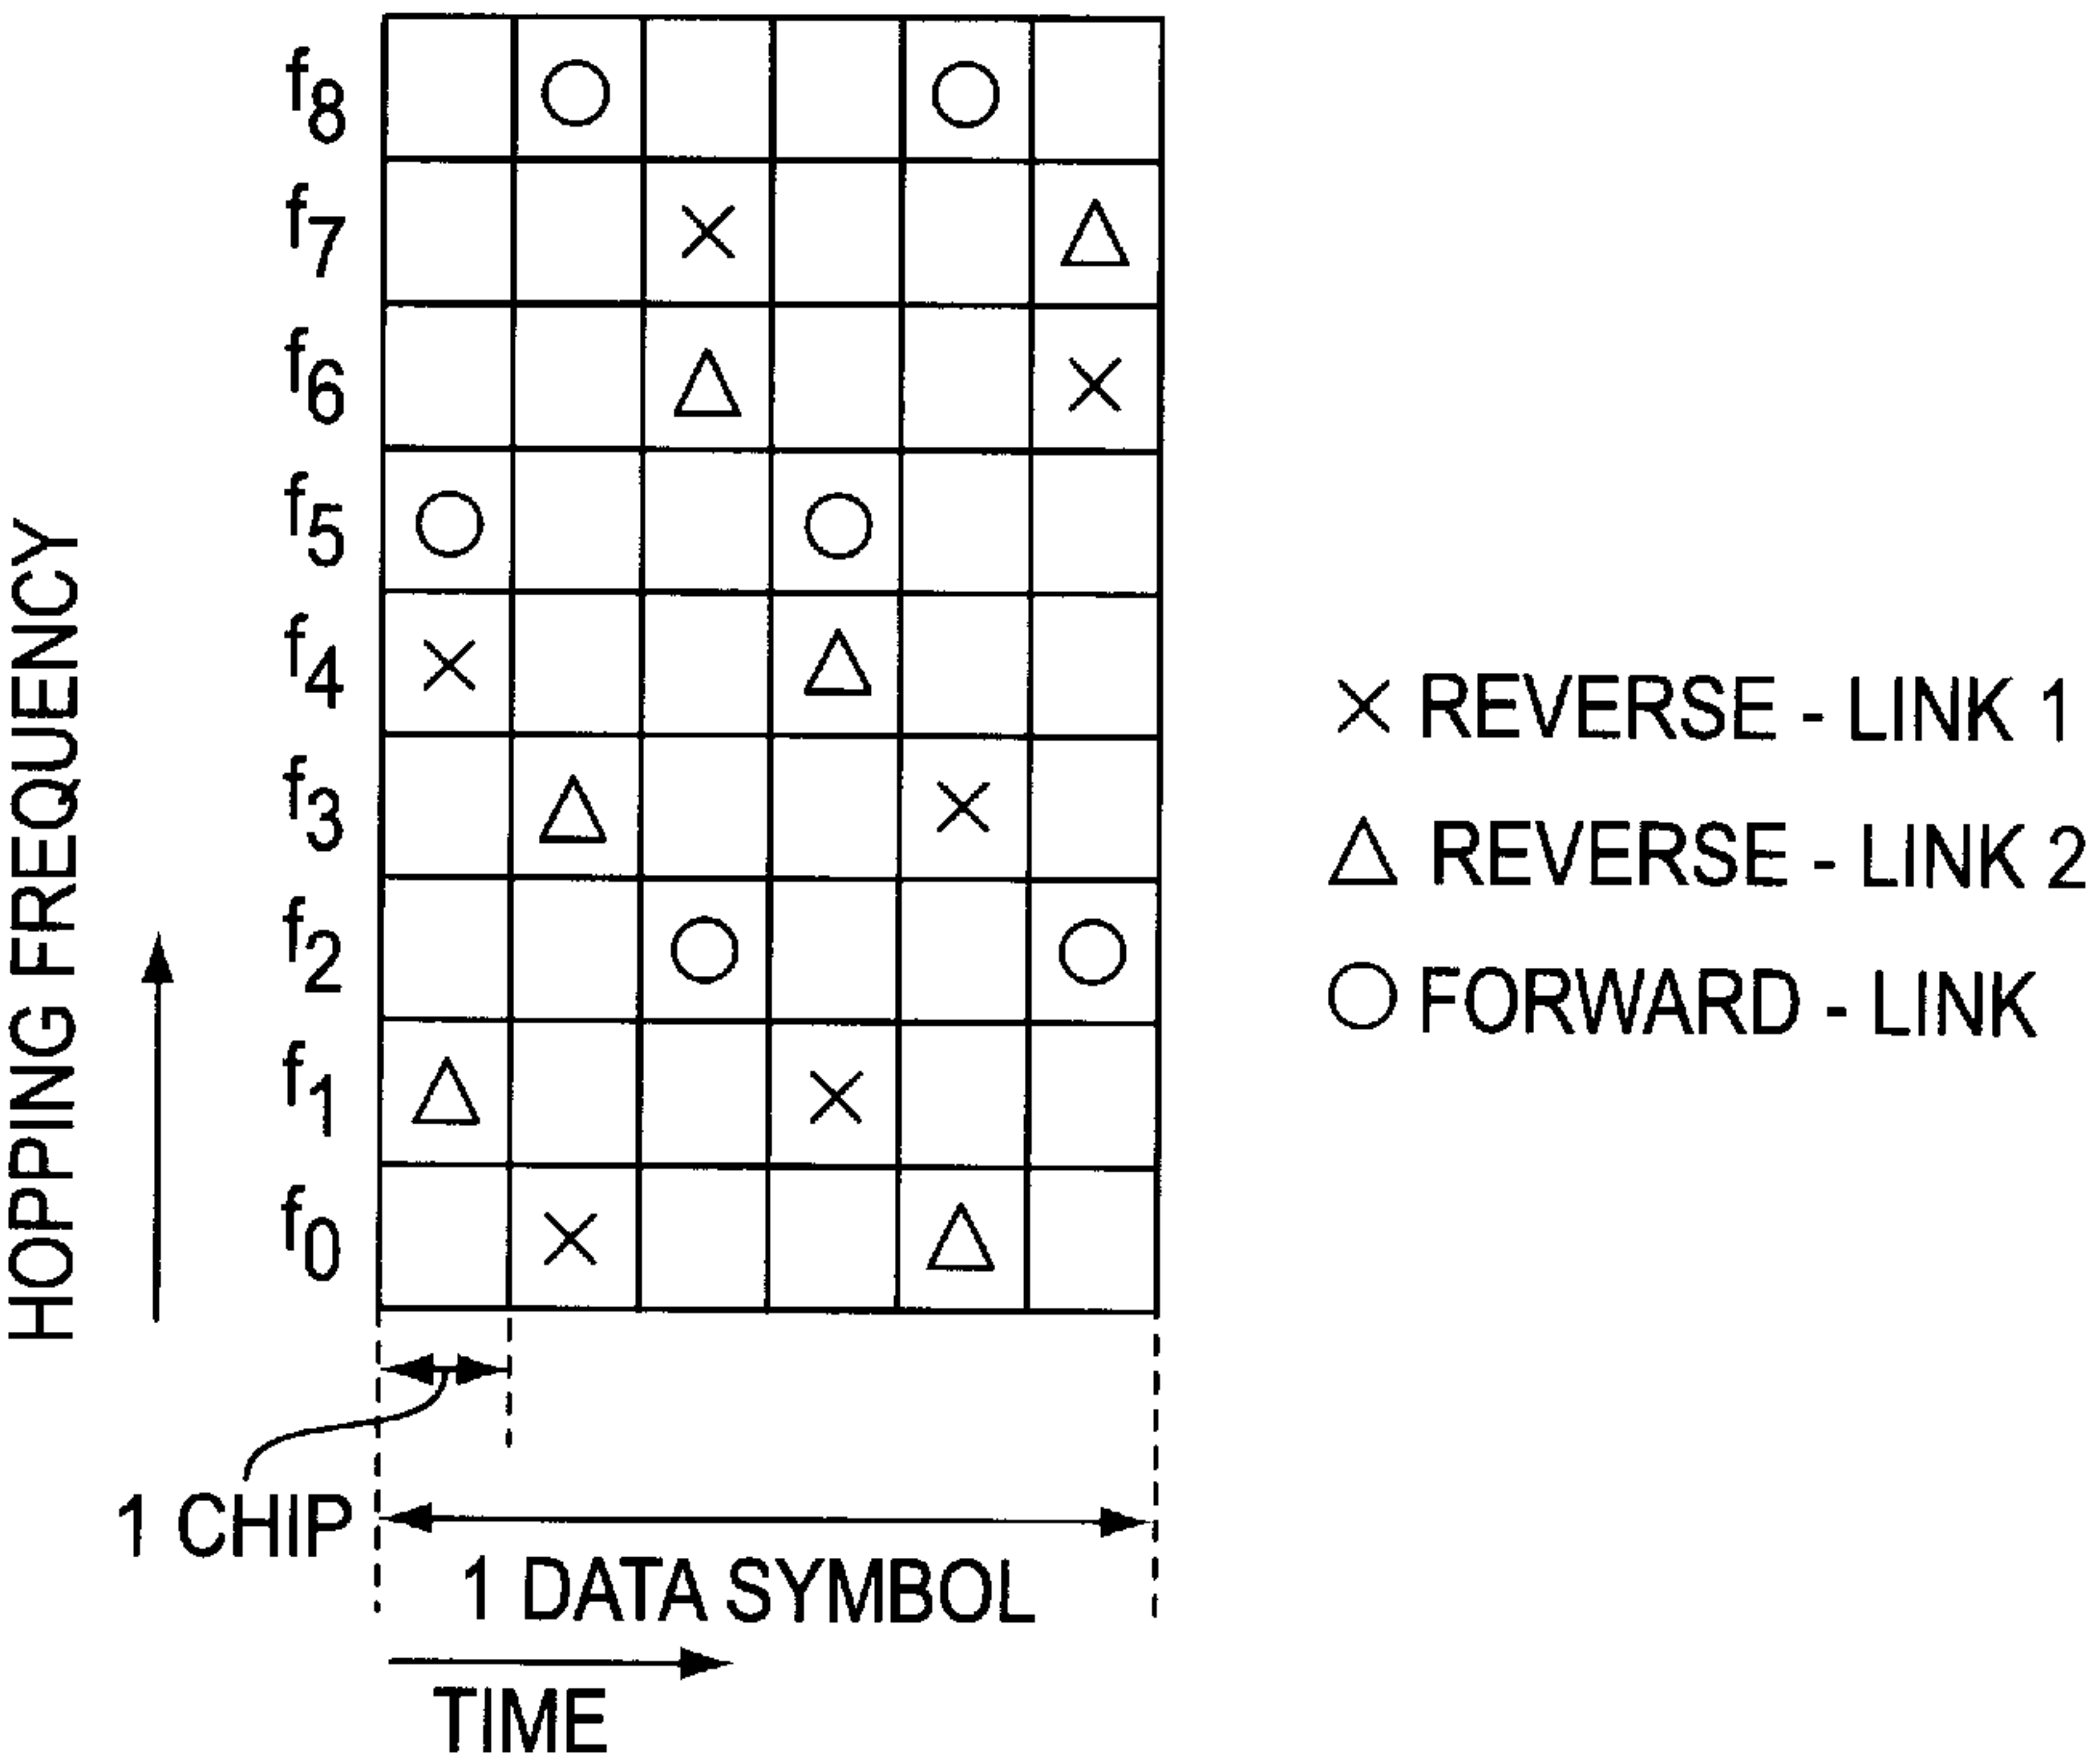 f8
f7
f6
f5
f4
f3
f2
f1
f0
HOPPING FREQUENCY
× REVERSE - LINK 1
△ REVERSE - LINK 2
○ FORWARD - LINK
1 CHIP
1 DATA SYMBOL
TIME